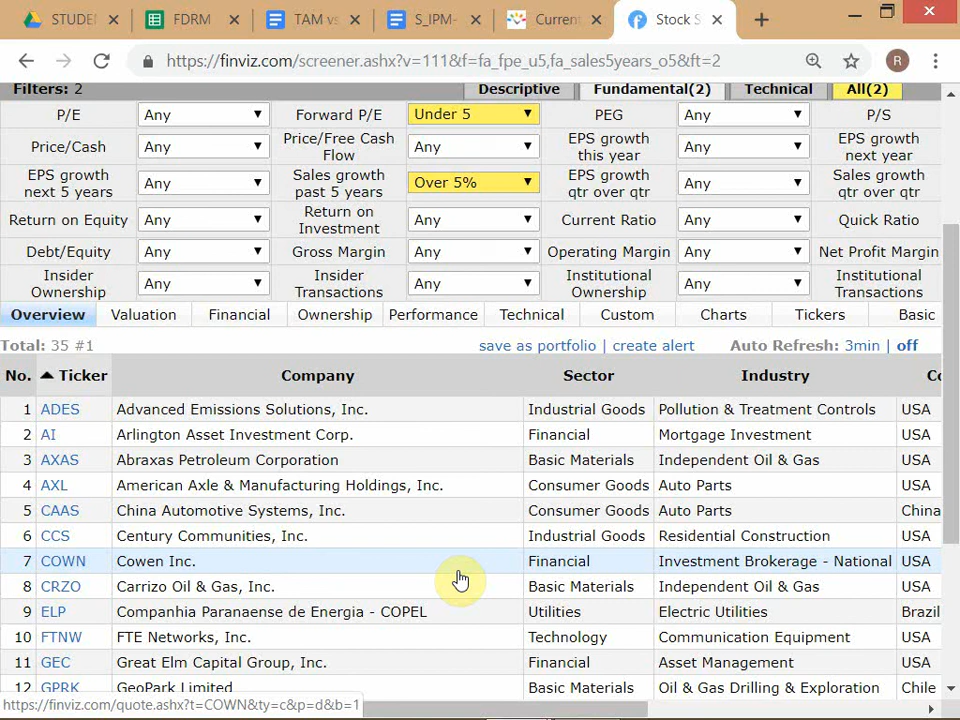 STUDEN
FDRM
TAM vs
S_IPM-
Current
Stock S
https://finviz.com/screener.ashx?v=111&f=fa_fpe_u5,fa_sales5years_o5&ft=2
R
Filters: 2 Descriptive Fundamental(2) Technical All(2)
P/E Any Forward P/E Under 5 PEG Any P/S
Price/Cash Any Price/Free Cash Flow Any EPS growth this year Any EPS growth next year
EPS growth next 5 years Any Sales growth past 5 years Over 5% EPS growth qtr over qtr Any Sales growth qtr over qtr
Return on Equity Any Return on Investment Any Current Ratio Any Quick Ratio
Debt/Equity Any Gross Margin Any Operating Margin Any Net Profit Margin
Insider Ownership Any Insider Transactions Any Institutional Ownership Any Institutional Transactions
Overview Valuation Financial Ownership Performance Technical Custom Charts Tickers Basic
Total: 35 #1 save as portfolio | create alert Auto Refresh: 3min | off
No. Ticker Company Sector Industry Co
1 ADES Advanced Emissions Solutions, Inc. Industrial Goods Pollution & Treatment Controls USA
2 AI Arlington Asset Investment Corp. Financial Mortgage Investment USA
3 AXAS Abraxas Petroleum Corporation Basic Materials Independent Oil & Gas USA
4 AXL American Axle & Manufacturing Holdings, Inc. Consumer Goods Auto Parts USA
5 CAAS China Automotive Systems, Inc. Consumer Goods Auto Parts China
6 CCS Century Communities, Inc. Industrial Goods Residential Construction USA
7 COWN Cowen Inc. Financial Investment Brokerage - National USA
8 CRZO Carrizo Oil & Gas, Inc. Basic Materials Independent Oil & Gas USA
9 ELP Companhia Paranaense de Energia - COPEL Utilities Electric Utilities Brazil
10 FTNW FTE Networks, Inc. Technology Communication Equipment USA
11 GEC Great Elm Capital Group, Inc. Financial Asset Management USA
12 GPRK GeoPark Limited Basic Materials Oil & Gas Drilling & Exploration Chile
https://finviz.com/quote.ashx?t=COWN&ty=c&p=d&b=1